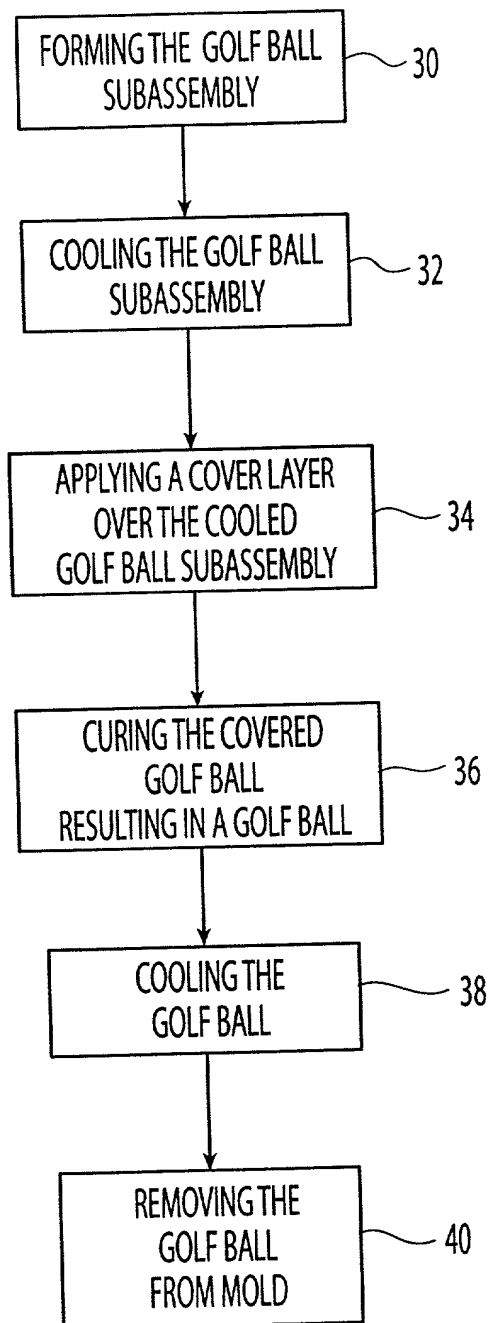 FORMING THE GOLF BALL
SUBASSEMBLY
30
COOLING THE GOLF BALL
SUBASSEMBLY
32
APPLYING A COVER LAYER
OVER THE COOLED
GOLF BALL SUBASSEMBLY
34
CURING THE COVERED
GOLF BALL
RESULTING IN A GOLF BALL
36
COOLING THE
GOLF BALL
38
REMOVING THE
GOLF BALL
FROM MOLD
40